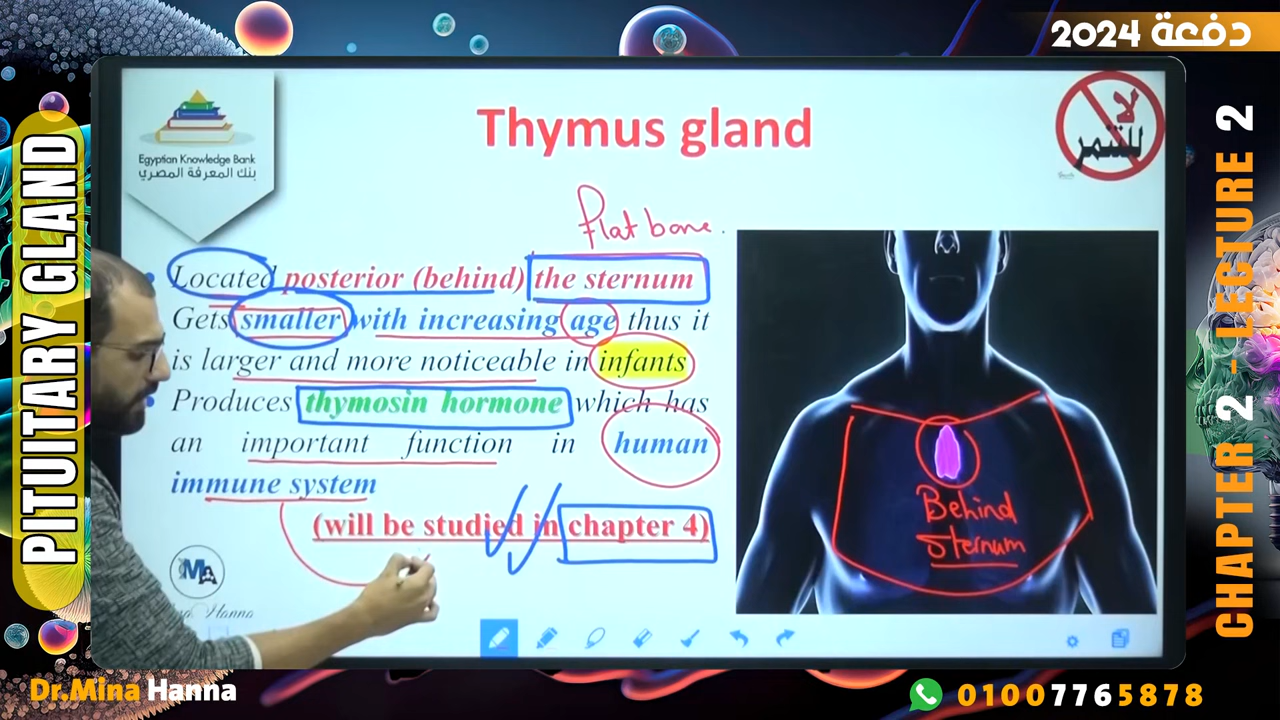 دفعة 2024
PITUTARY GLAND
CHAPTER 2 - LECTURE 2
Egyptian Knowledge Bank
بنك المعرفة المصري
Thymus gland
لا
للتنمر
flat bone.
Located posterior (behind) the sternum
Gets smaller with increasing age thus it
is larger and more noticeable in infants
Produces thymosin hormone which has
an important function in human
immune system
(will be studied in chapter 4)
Behind
sternum
MA
Hanna
Dr.Mina Hanna
01007765878